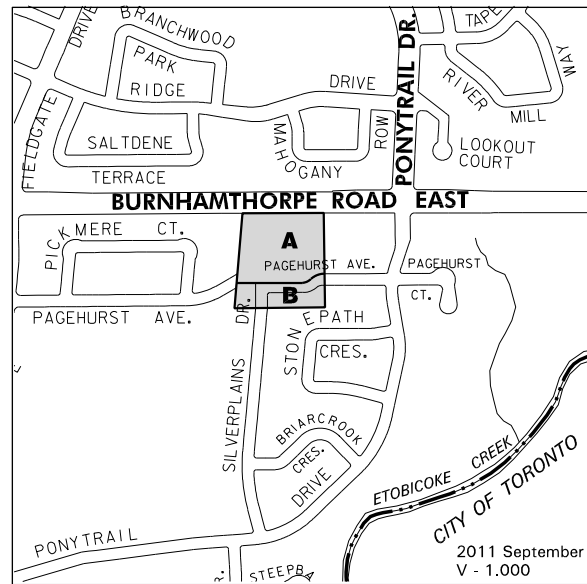 DRIVE
BRANCHWOOD
PARK
RIDGE
DRIVE
PONYTRAIL DR.
TAPE
WAY
RIVER
MILL
FIELDGATE
SALTDENE
TERRACE
MAHOGANY
ROW
LOOKOUT
COURT
BURNHAMTHORPE ROAD EAST
PICKMERE CT.
A
PAGEHURST AVE.
PAGEHURST
CT.
B
PAGEHURST AVE.
SILVERPLAINS DR.
STONEPATH
CRES.
BRIARCROOK
CRES.
DRIVE
PONYTRAIL
ETOBICOKE CREEK
CITY OF TORONTO
R.
STEEPBA
2011 September
V - 1.000